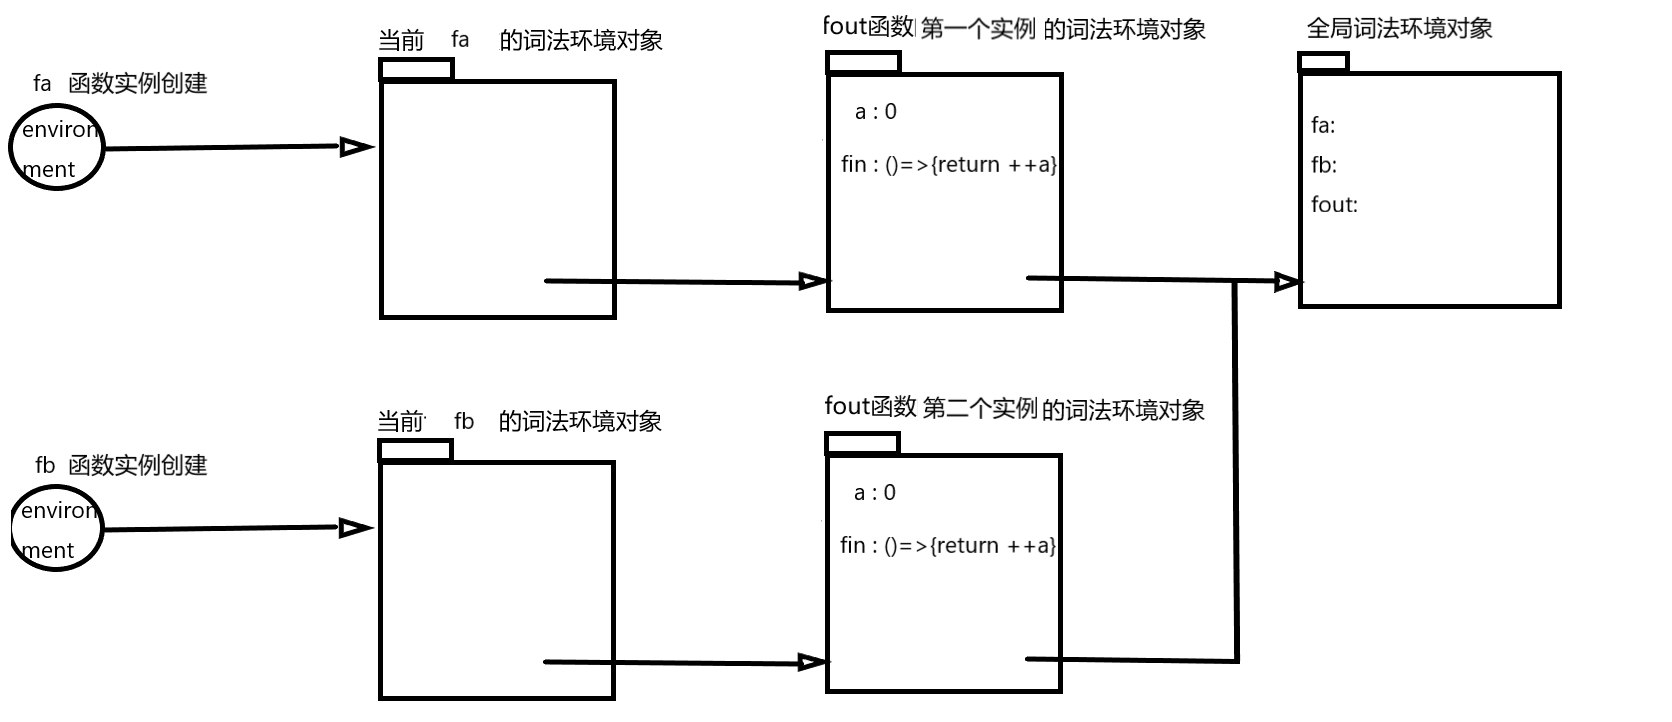 fa 函数实例创建
environ
ment
当前 fa 的词法环境对象
fout函数 第一个实例 的词法环境对象
a : 0
fin : ()=>{return ++a}
全局词法环境对象
fa:
fb:
fout:
fb 函数实例创建
environ
ment
当前 fb 的词法环境对象
fout函数 第二个实例 的词法环境对象
a : 0
fin : ()=>{return ++a}